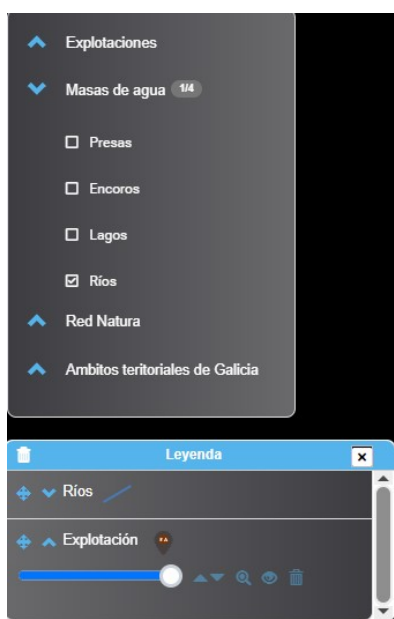 Explotaciones
Masas de agua 1/4
Presas
Encoros
Lagos
Ríos
Red Natura
Ambitos teritoriales de Galicia
Leyenda
Ríos
Explotación